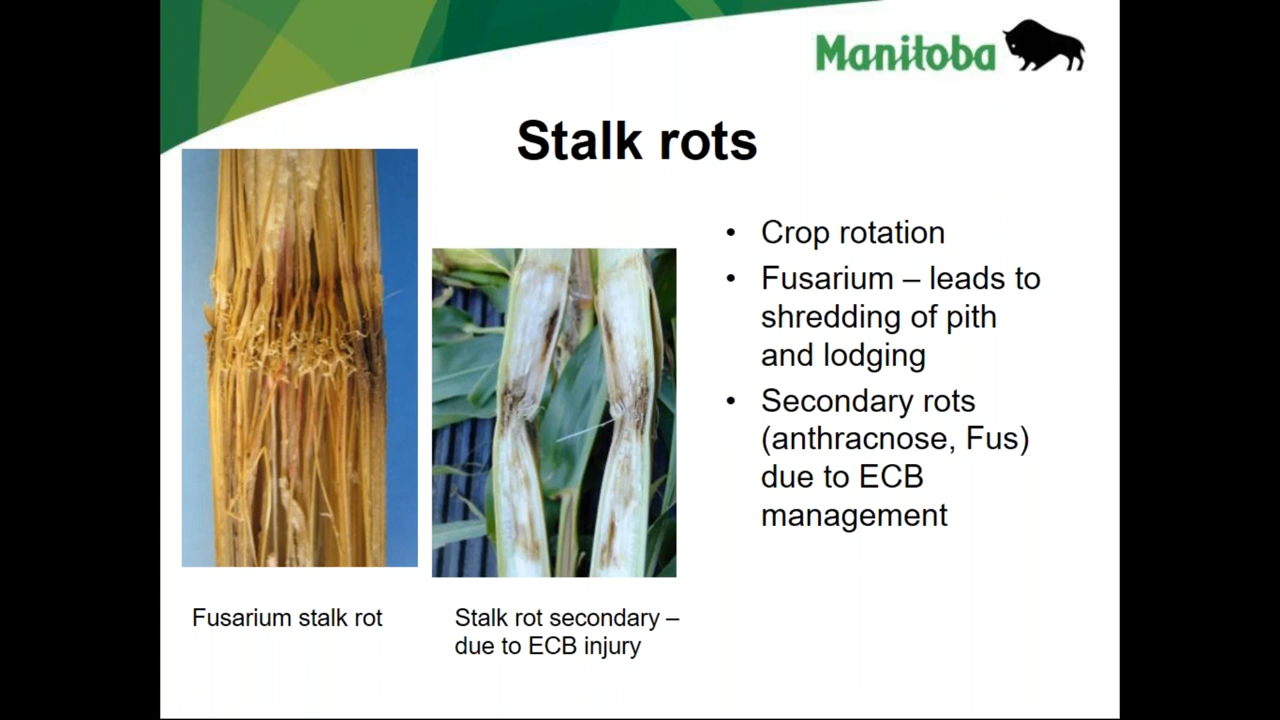 Manitoba
Stalk rots
• Crop rotation
• Fusarium – leads to
shredding of pith
and lodging
• Secondary rots
(anthracnose, Fus)
due to ECB
management
Fusarium stalk rot
Stalk rot secondary –
due to ECB injury